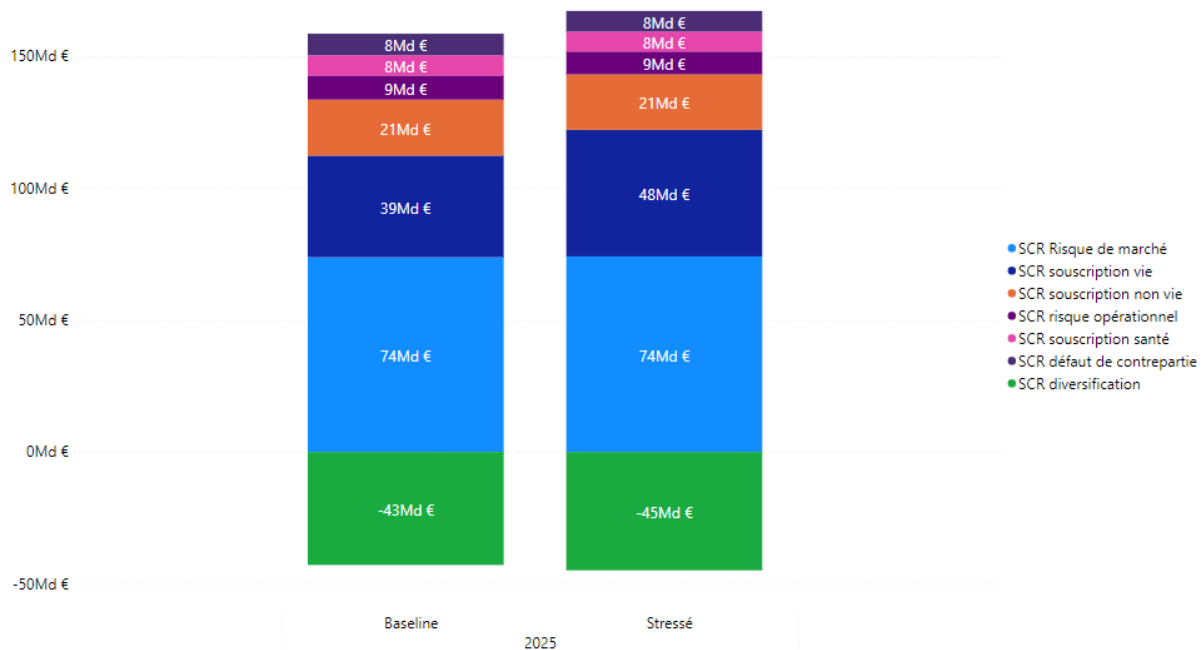 150Md €
100Md €
50Md €
0Md €
-50Md €
8Md €
8Md €
9Md €
21Md €
39Md €
74Md €
-43Md €
8Md €
8Md €
9Md €
21Md €
48Md €
74Md €
-45Md €
SCR Risque de marché
SCR souscription vie
SCR souscription non vie
SCR risque opérationnel
SCR souscription santé
SCR défaut de contrepartie
SCR diversification
Baseline
Stressé
2025